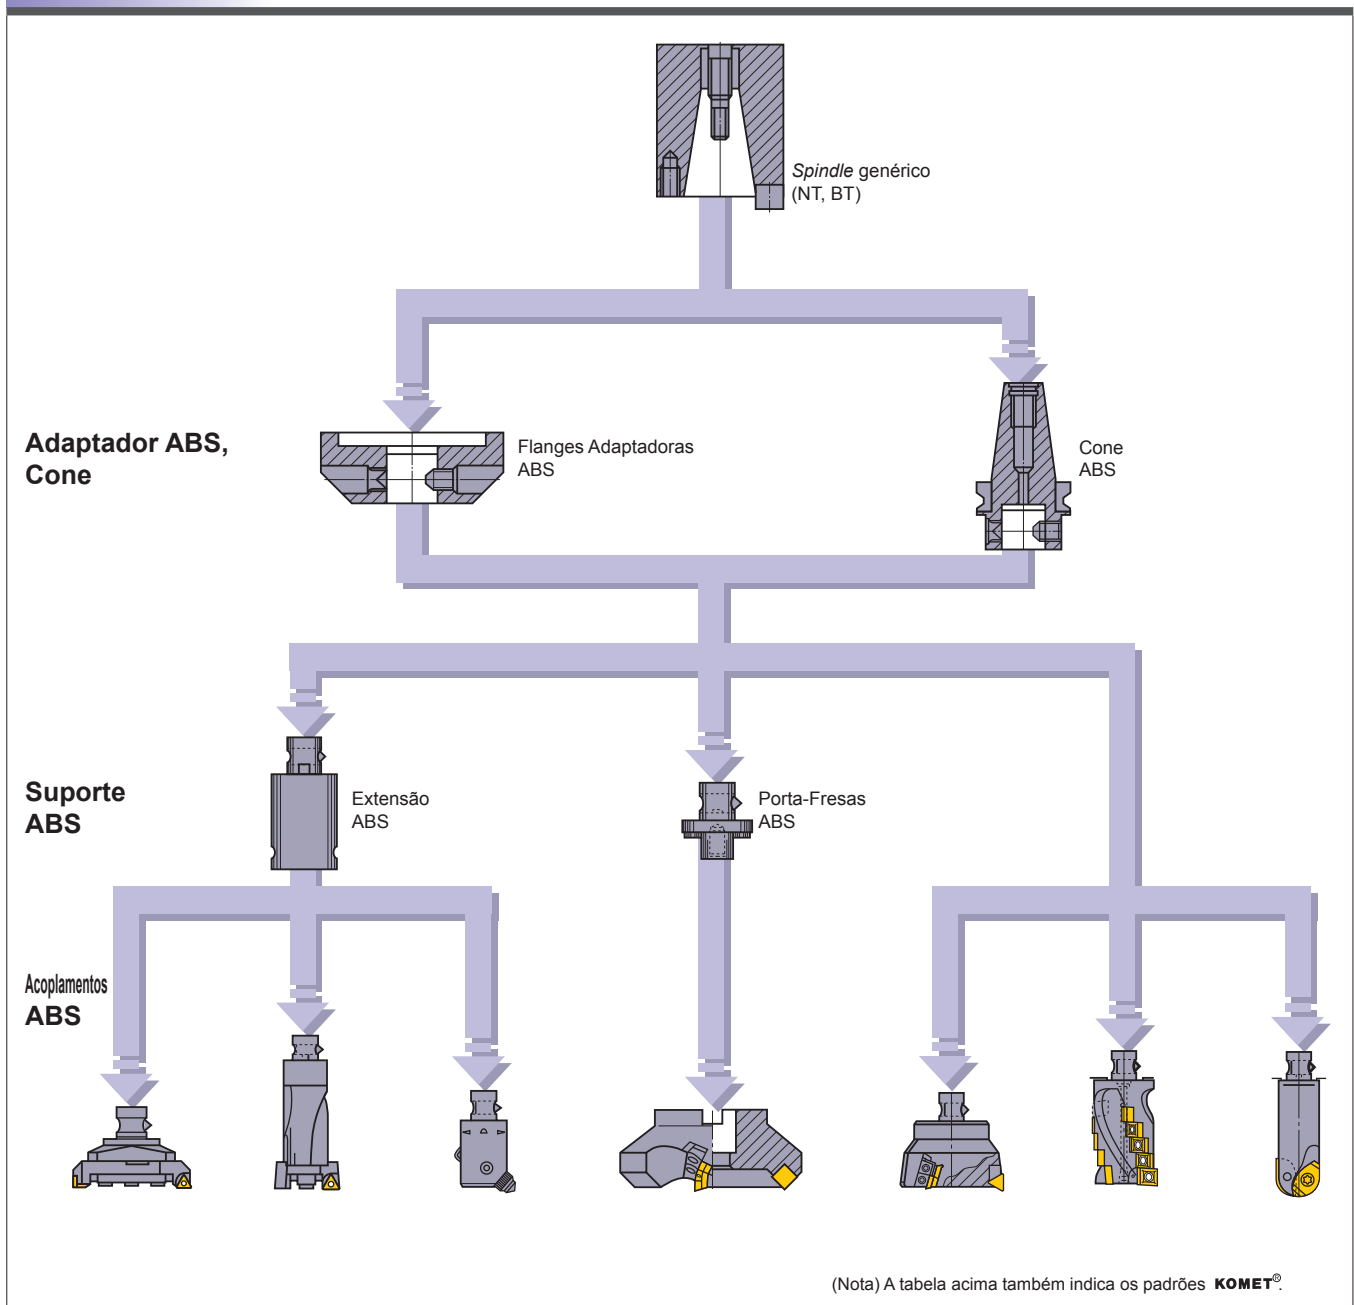 Spindle genérico
(NT, BT)
Adaptador ABS,
Cone
Flanges Adaptadoras
ABS
Cone
ABS
Suporte
ABS
Extensão
ABS
Porta-Fresas
ABS
Acoplamentos
ABS
(Nota) A tabela acima também indica os padrões KOMET®.